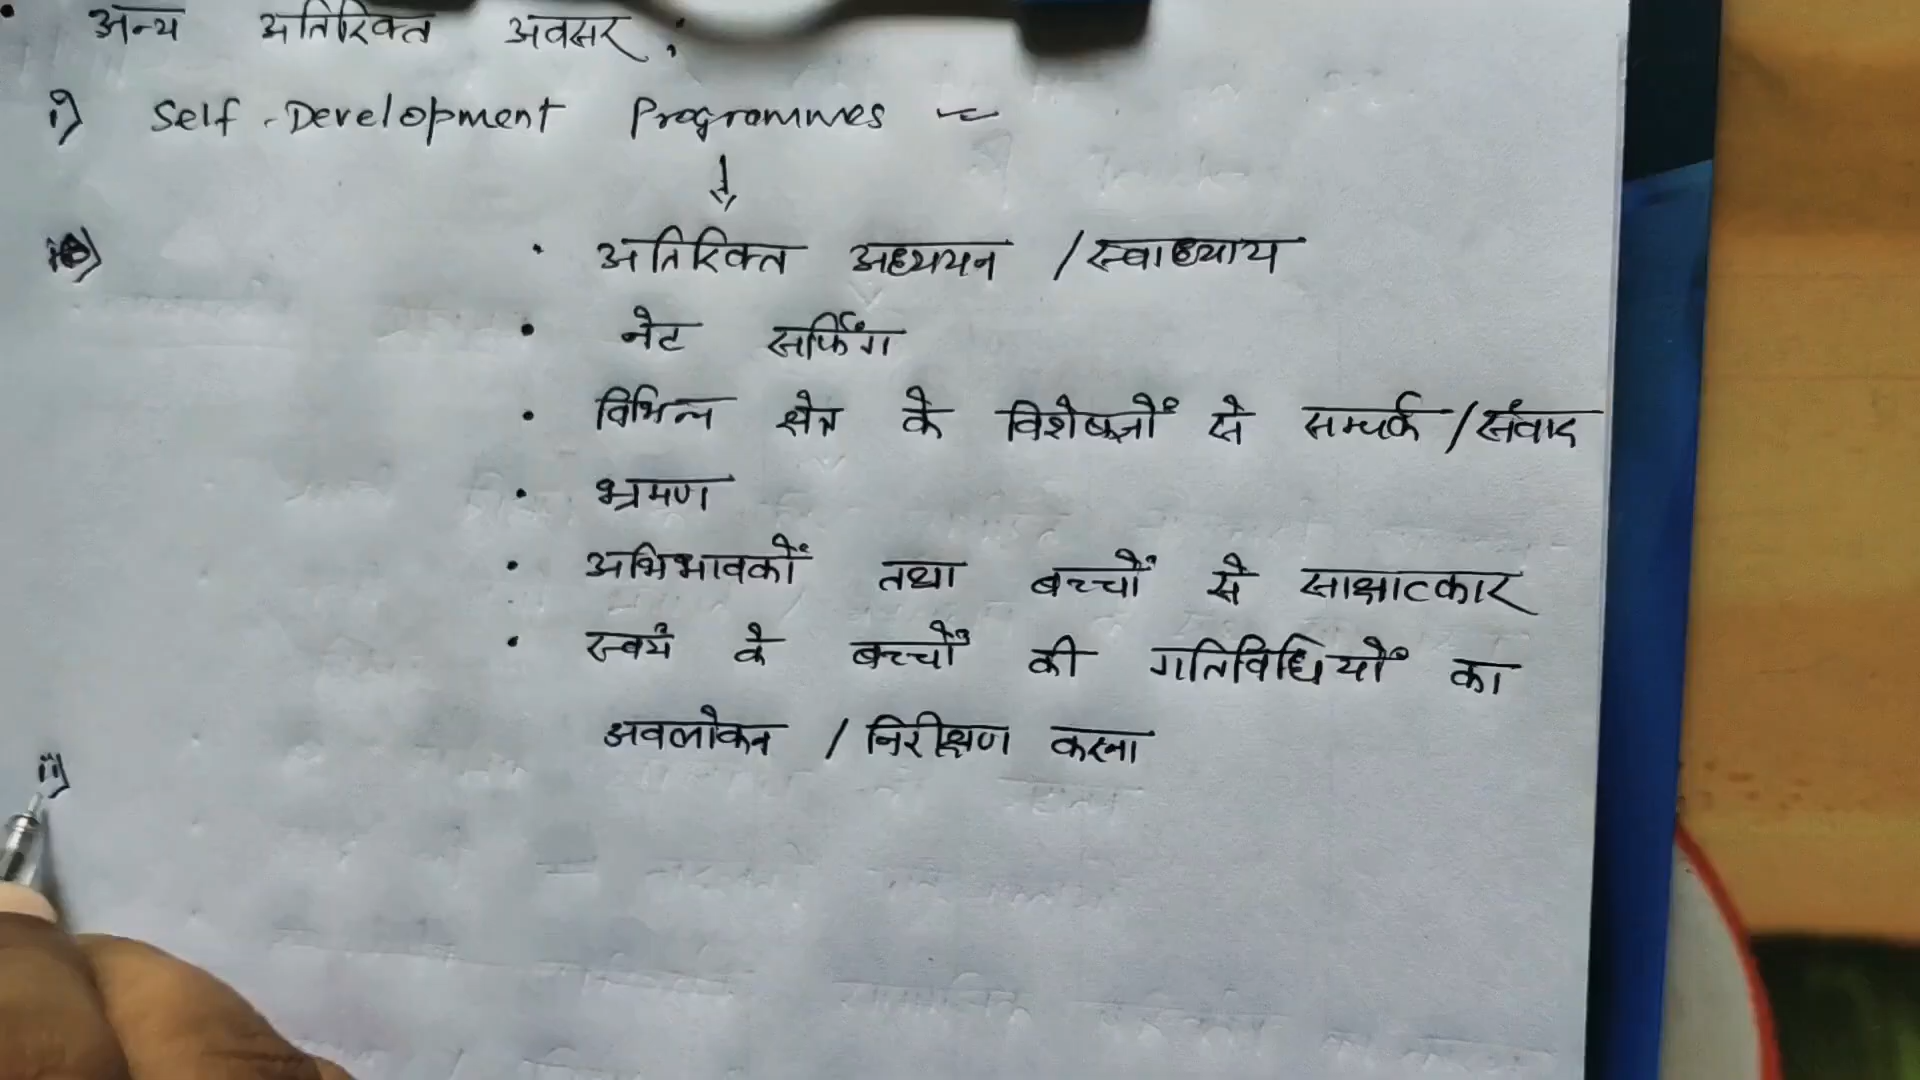 • अन्य अतिरिक्त अवसर :
i) Self-Development Programmes -
↓
• अतिरिक्त अध्ययन / स्वाध्याय
• नेट सर्फिंग
• विभिन्न क्षेत्र के विशेषज्ञों से सम्पर्क / संवाद
• भ्रमण
• अभिभावकों तथा बच्चों से साक्षाटकार
• स्वयं के बच्चों की गतिविधियों का
अवलोकन / निरीक्षण करना
ii)